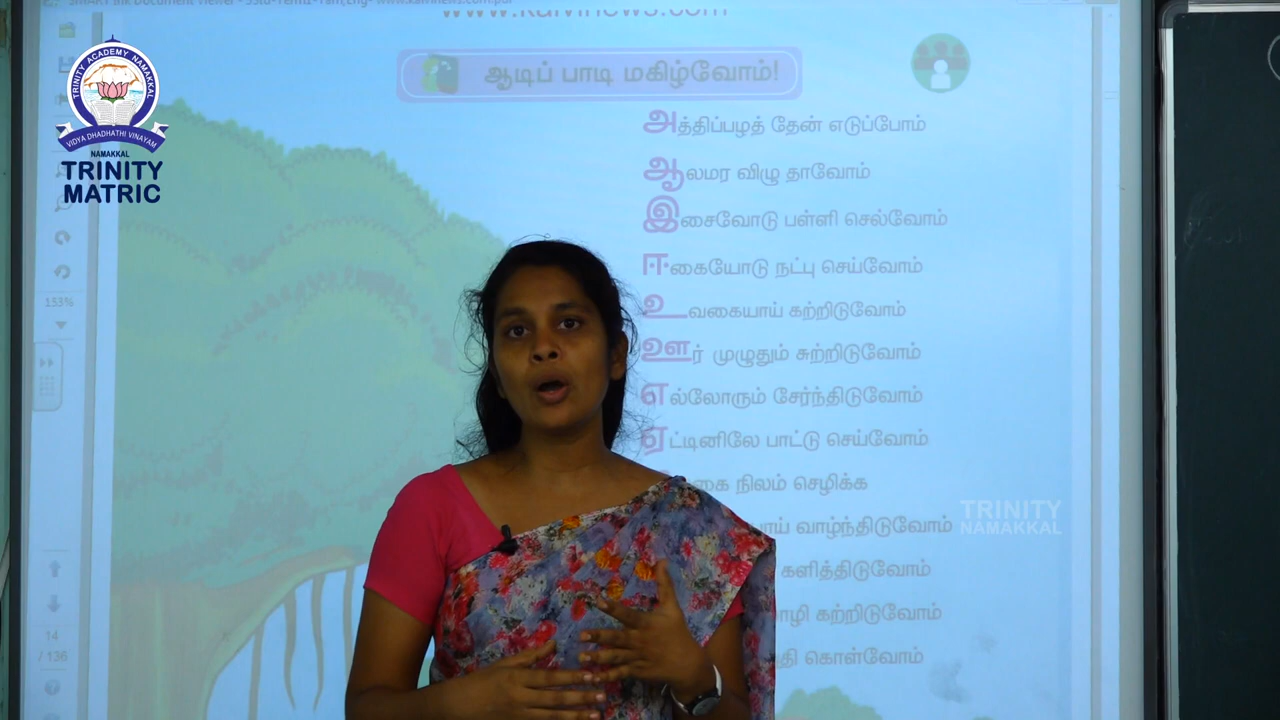 www.kalvinews.com
TRINITY ACADEMY NAMAKKAL
VIDYA DHADHATHI VINAYAM
NAMAKKAL
TRINITY
MATRIC
ஆடிப் பாடி மகிழ்வோம்!
அத்திப்பழத் தேன் எடுப்போம்
ஆலமர விழு தாவோம்
இசைவோடு பள்ளி செல்வோம்
ஈகையோடு நட்பு செய்வோம்
உவகையாய் கற்றிடுவோம்
ஊர் முழுதும் சுற்றிடுவோம்
எல்லோரும் சேர்ந்திடுவோம்
ஏட்டினிலே பாட்டு செய்வோம்
நிலம் செழிக்க
வாழ்ந்திடுவோம்
களித்திடுவோம்
கற்றிடுவோம்
கொள்வோம்
153%
14
/ 136
TRINITY
NAMAKKAL